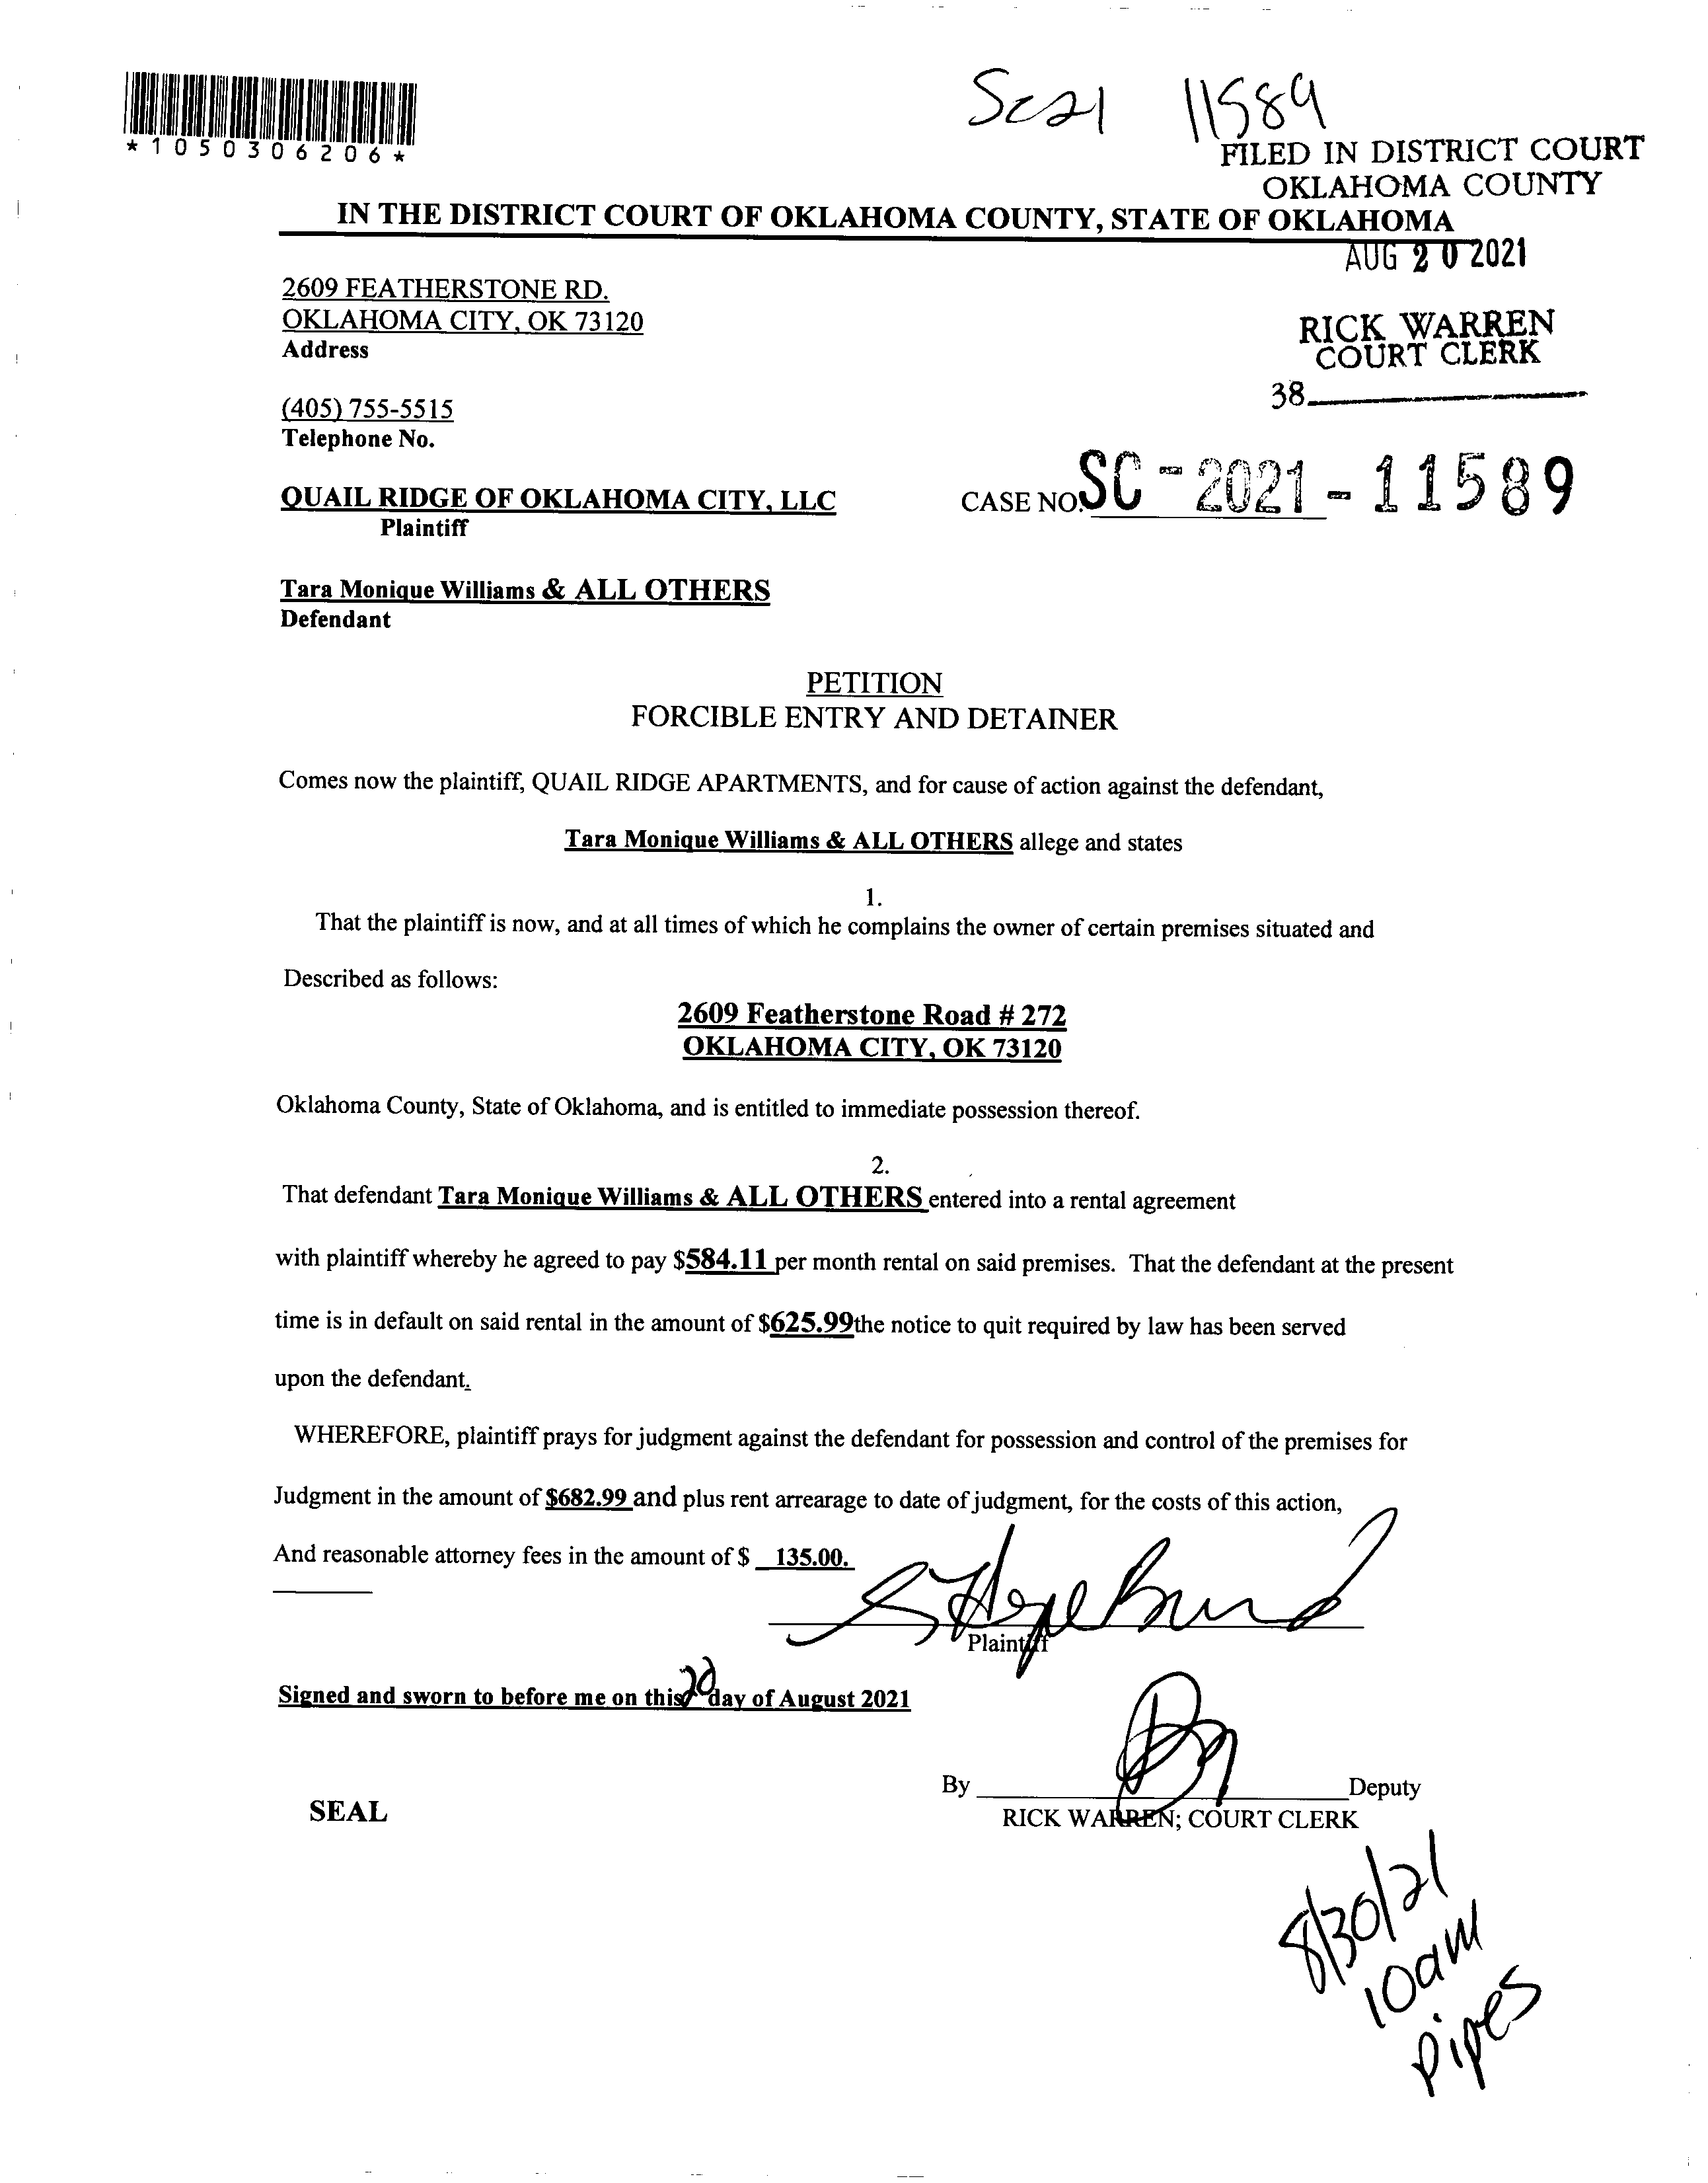 Sc21 11589
*1050306206*
FILED IN DISTRICT COURT
OKLAHOMA COUNTY
IN THE DISTRICT COURT OF OKLAHOMA COUNTY, STATE OF OKLAHOMA
AUG 20 2021
2609 FEATHERSTONE RD.
OKLAHOMA CITY, OK 73120
Address
RICK WARREN
COURT CLERK
38
(405) 755-5515
Telephone No.
QUAIL RIDGE OF OKLAHOMA CITY, LLC
Plaintiff
CASE NO. SC-2021-11589
Tara Monique Williams & ALL OTHERS
Defendant
PETITION
FORCIBLE ENTRY AND DETAINER
Comes now the plaintiff, QUAIL RIDGE APARTMENTS, and for cause of action against the defendant,
Tara Monique Williams & ALL OTHERS allege and states
1.
That the plaintiff is now, and at all times of which he complains the owner of certain premises situated and
Described as follows:
2609 Featherstone Road # 272
OKLAHOMA CITY, OK 73120
Oklahoma County, State of Oklahoma, and is entitled to immediate possession thereof.
2.
That defendant Tara Monique Williams & ALL OTHERS entered into a rental agreement
with plaintiff whereby he agreed to pay $584.11 per month rental on said premises. That the defendant at the present
time is in default on said rental in the amount of $625.99the notice to quit required by law has been served
upon the defendant.
WHEREFORE, plaintiff prays for judgment against the defendant for possession and control of the premises for
Judgment in the amount of $682.99 and plus rent arrearage to date of judgment, for the costs of this action,
And reasonable attorney fees in the amount of $ 135.00.
Plaintiff
Signed and sworn to before me on this 20 day of August 2021
By Deputy
RICK WARREN; COURT CLERK
SEAL
8/30/21
10am
Pipes